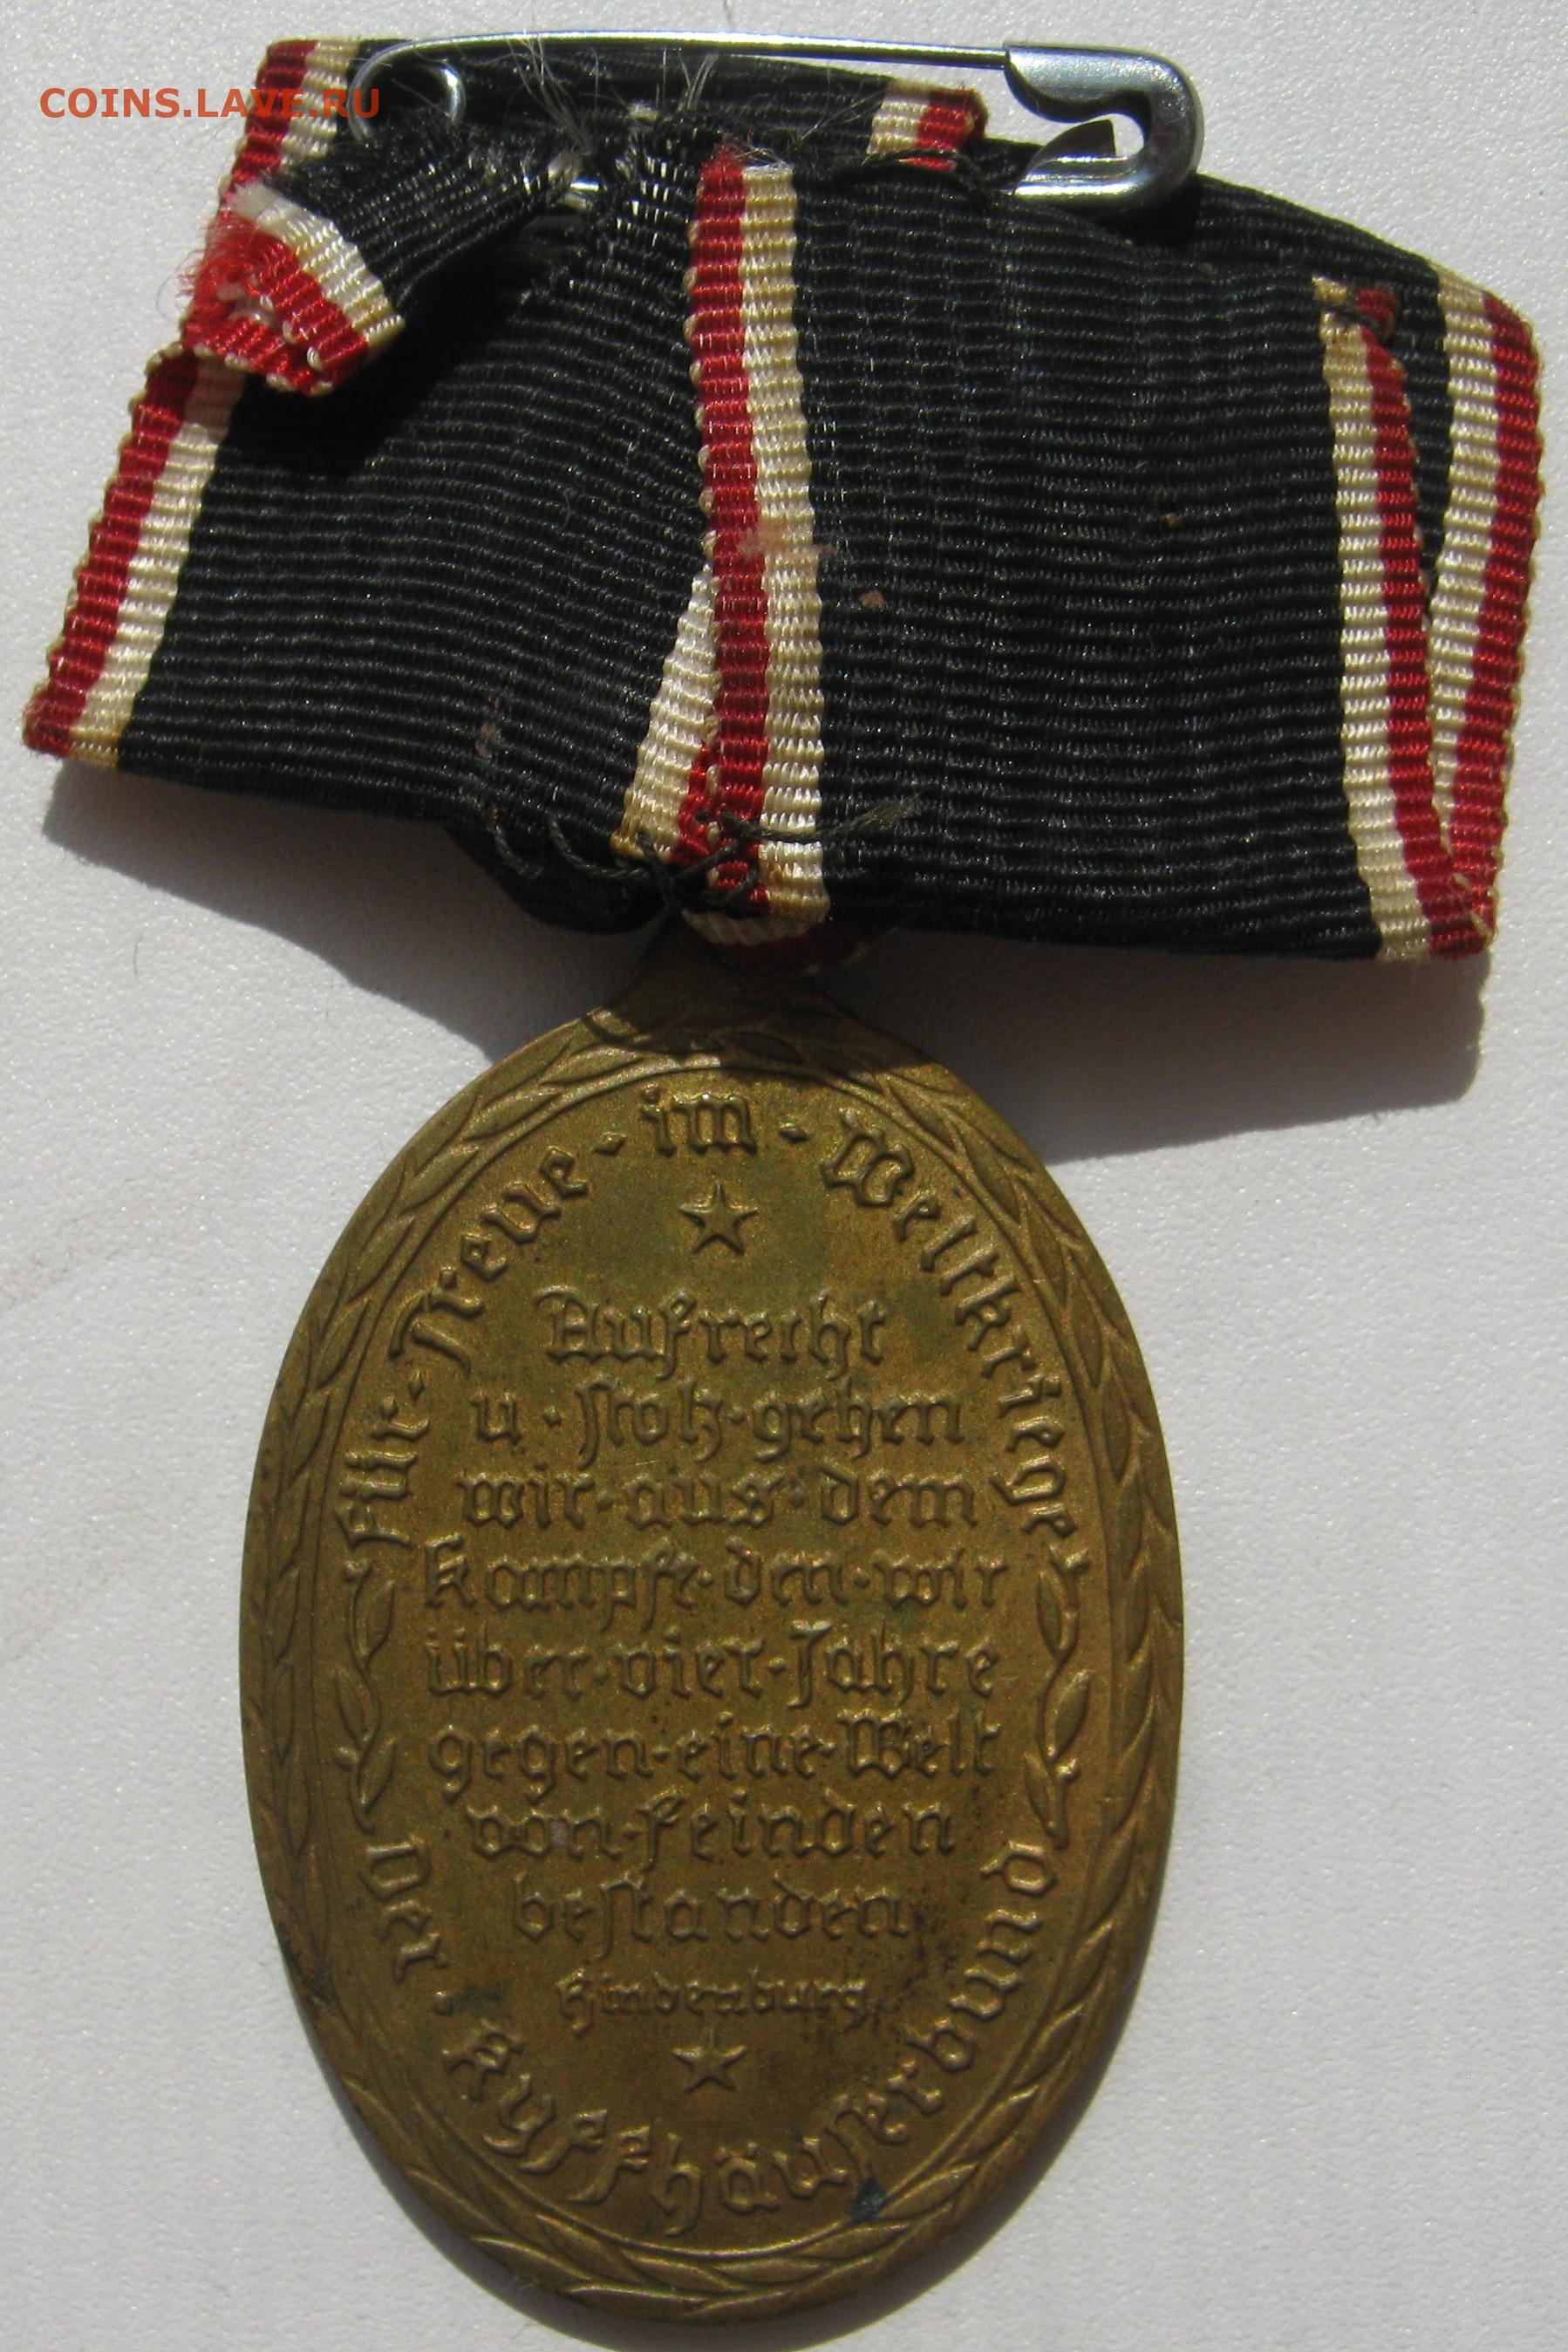 COINS.LAVE.RU
Für · Treue · im · Weltkriege
Aufrecht
u · stolz · gehen
wir · aus · dem
Kampfe · den · wir
über · vier · Jahre
gegen · eine · Welt
von · Feinden
bestanden
Hindenburg
Der · Kyffhäuserbund